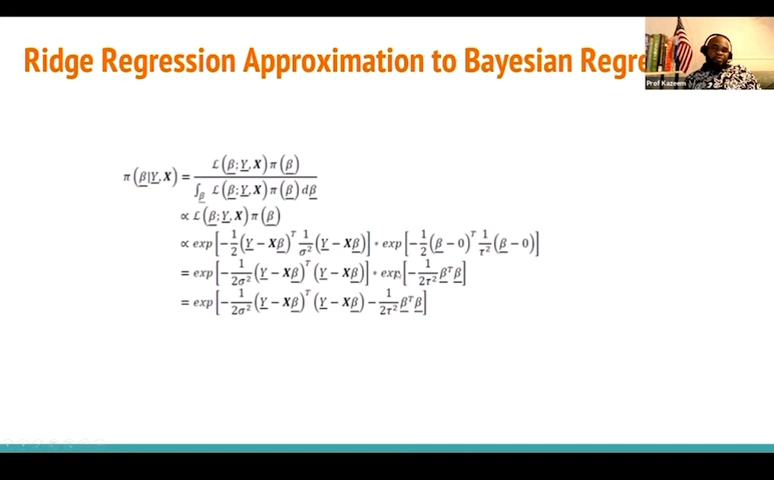 Ridge Regression Approximation to Bayesian Regre
Prof Kazeem
π(β|Y, X) = L(β; Y, X)π(β) / ∫β L(β; Y, X)π(β) dβ
∝ L(β; Y, X)π(β)
∝ exp[−1/2 (Y − Xβ)ᵀ 1/σ² (Y − Xβ)] * exp[−1/2 (β − 0)ᵀ 1/τ² (β − 0)]
= exp[−1/2σ² (Y − Xβ)ᵀ (Y − Xβ)] * exp[−1/2τ² βᵀβ]
= exp[−1/2σ² (Y − Xβ)ᵀ (Y − Xβ) − 1/2τ² βᵀβ]